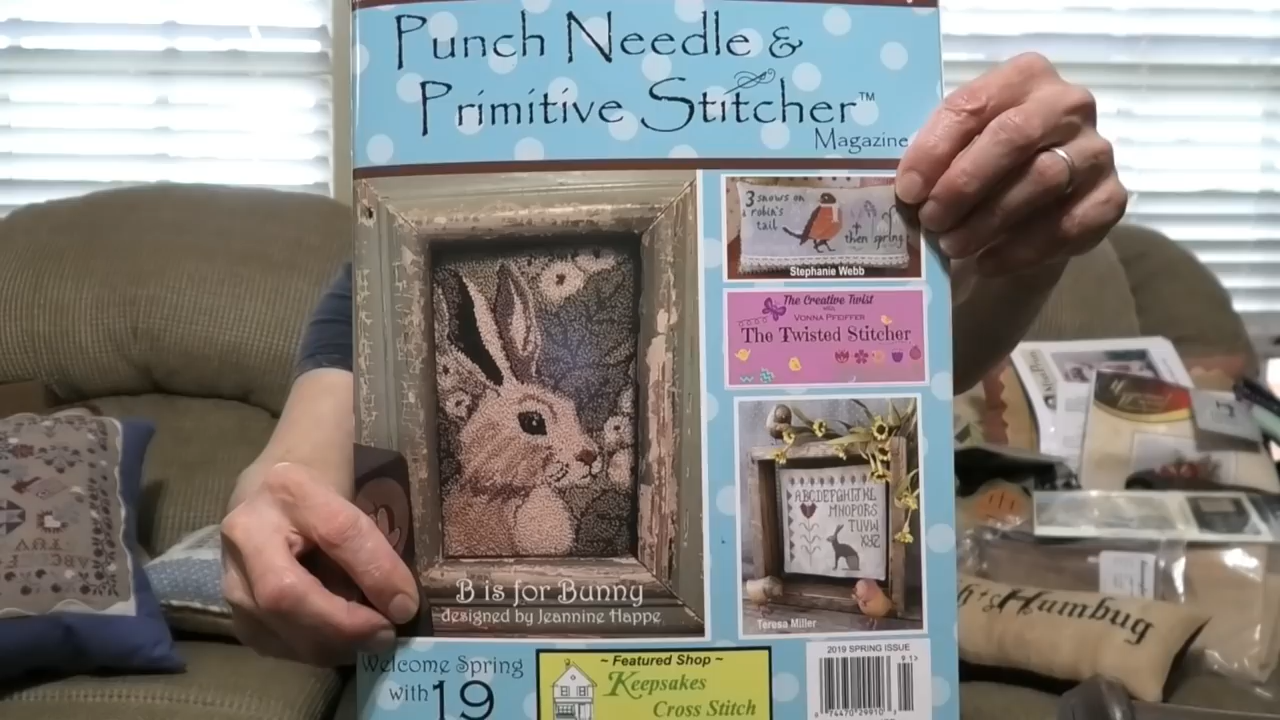 Punch Needle &
Primitive Stitcher™
Magazine
3 snows on
a robin's
tail
+ then spring
Stephanie Webb
The Creative Twist
with
Vonna Pfeiffer
The Twisted Stitcher
ABCDEFGHIJKL
MNOPQRS
TUVW
XYZ
Teresa Miller
B is for Bunny
designed by Jeannine Happe
Welcome Spring
with 19
~ Featured Shop ~
Keepsakes
Cross Stitch
2019 SPRING ISSUE
91>
Humbug